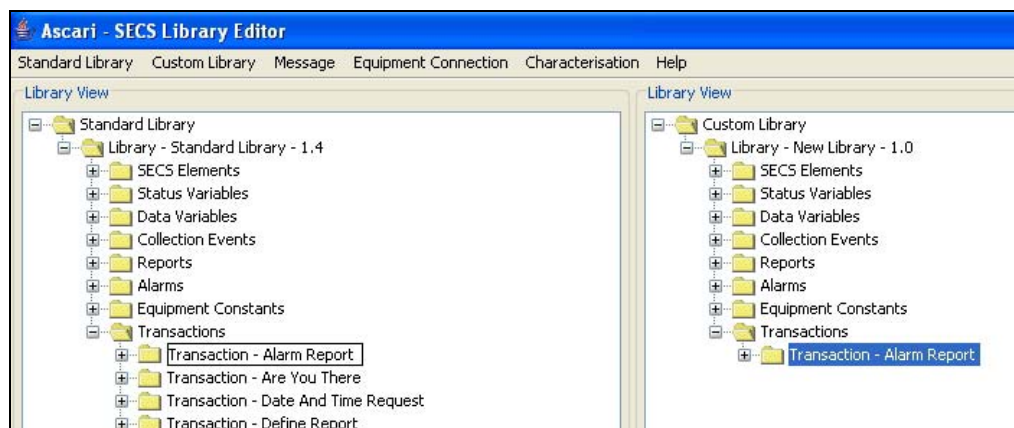 Ascari - SECS Library Editor
Standard Library Custom Library Message Equipment Connection Characterisation Help
Library View
Standard Library
Library - Standard Library - 1.4
SECS Elements
Status Variables
Data Variables
Collection Events
Reports
Alarms
Equipment Constants
Transactions
Transaction - Alarm Report
Transaction - Are You There
Transaction - Date And Time Request
Transaction - Define Report
Library View
Custom Library
Library - New Library - 1.0
SECS Elements
Status Variables
Data Variables
Collection Events
Reports
Alarms
Equipment Constants
Transactions
Transaction - Alarm Report